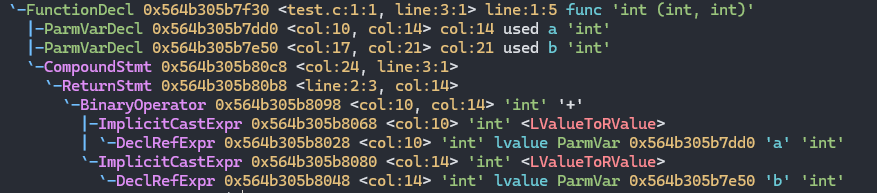 `-FunctionDecl 0x564b305b7f30 <test.c:1:1, line:3:1> line:1:5 func 'int (int, int)'
|-ParmVarDecl 0x564b305b7dd0 <col:10, col:14> col:14 used a 'int'
|-ParmVarDecl 0x564b305b7e50 <col:17, col:21> col:21 used b 'int'
`-CompoundStmt 0x564b305b80c8 <col:24, line:3:1>
`-ReturnStmt 0x564b305b80b8 <line:2:3, col:14>
`-BinaryOperator 0x564b305b8098 <col:10, col:14> 'int' '+'
|-ImplicitCastExpr 0x564b305b8068 <col:10> 'int' <LValueToRValue>
| `-DeclRefExpr 0x564b305b8028 <col:10> 'int' lvalue ParmVar 0x564b305b7dd0 'a' 'int'
`-ImplicitCastExpr 0x564b305b8080 <col:14> 'int' <LValueToRValue>
`-DeclRefExpr 0x564b305b8048 <col:14> 'int' lvalue ParmVar 0x564b305b7e50 'b' 'int'